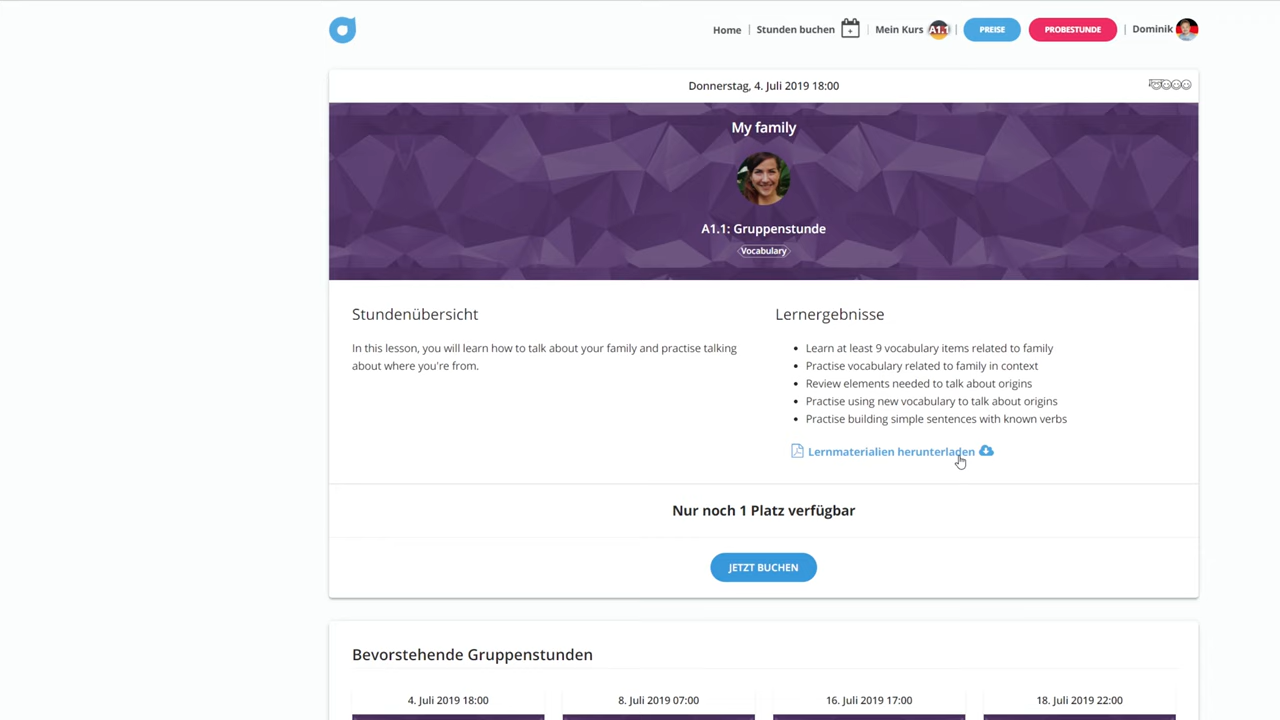 Home
Stunden buchen
Mein Kurs
A1.1
PREISE
PROBESTUNDE
Dominik
Donnerstag, 4. Juli 2019 18:00
My family
A1.1: Gruppenstunde
Vocabulary
Stundenübersicht
In this lesson, you will learn how to talk about your family and practise talking
about where you're from.
Lernergebnisse
Learn at least 9 vocabulary items related to family
Practise vocabulary related to family in context
Review elements needed to talk about origins
Practise using new vocabulary to talk about origins
Practise building simple sentences with known verbs
Lernmaterialien herunterladen
Nur noch 1 Platz verfügbar
JETZT BUCHEN
Bevorstehende Gruppenstunden
4. Juli 2019 18:00
8. Juli 2019 07:00
16. Juli 2019 17:00
18. Juli 2019 22:00